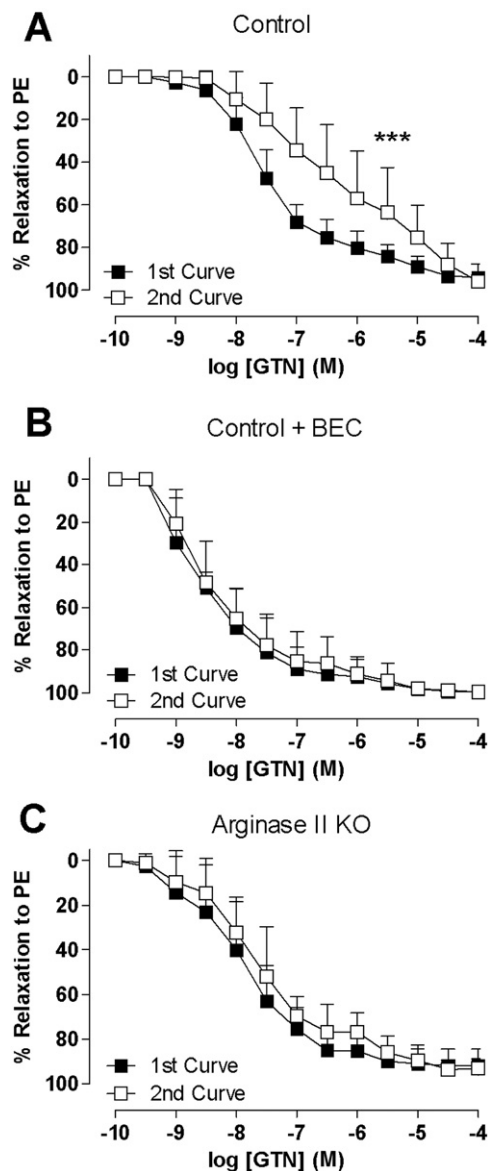 A
Control
% Relaxation to PE
0
20
40
60
80
100
***
1st Curve
2nd Curve
-10 -9 -8 -7 -6 -5 -4
log [GTN] (M)
B
Control + BEC
% Relaxation to PE
0
20
40
60
80
100
1st Curve
2nd Curve
-10 -9 -8 -7 -6 -5 -4
log [GTN] (M)
C
Arginase II KO
% Relaxation to PE
0
20
40
60
80
100
1st Curve
2nd Curve
-10 -9 -8 -7 -6 -5 -4
log [GTN] (M)